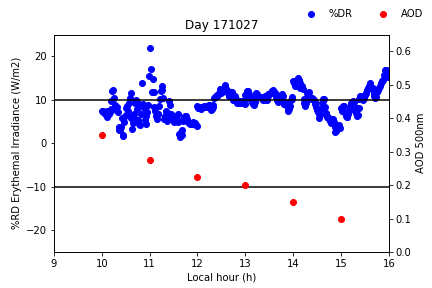 %DR AOD
Day 171027
%RD Erythermal Irradiance (W/m2)
20
10
0
−10
−20
0.6
0.5
0.4
0.3
0.2
0.1
0.0
AOD 500nm
9 10 11 12 13 14 15 16
Local hour (h)